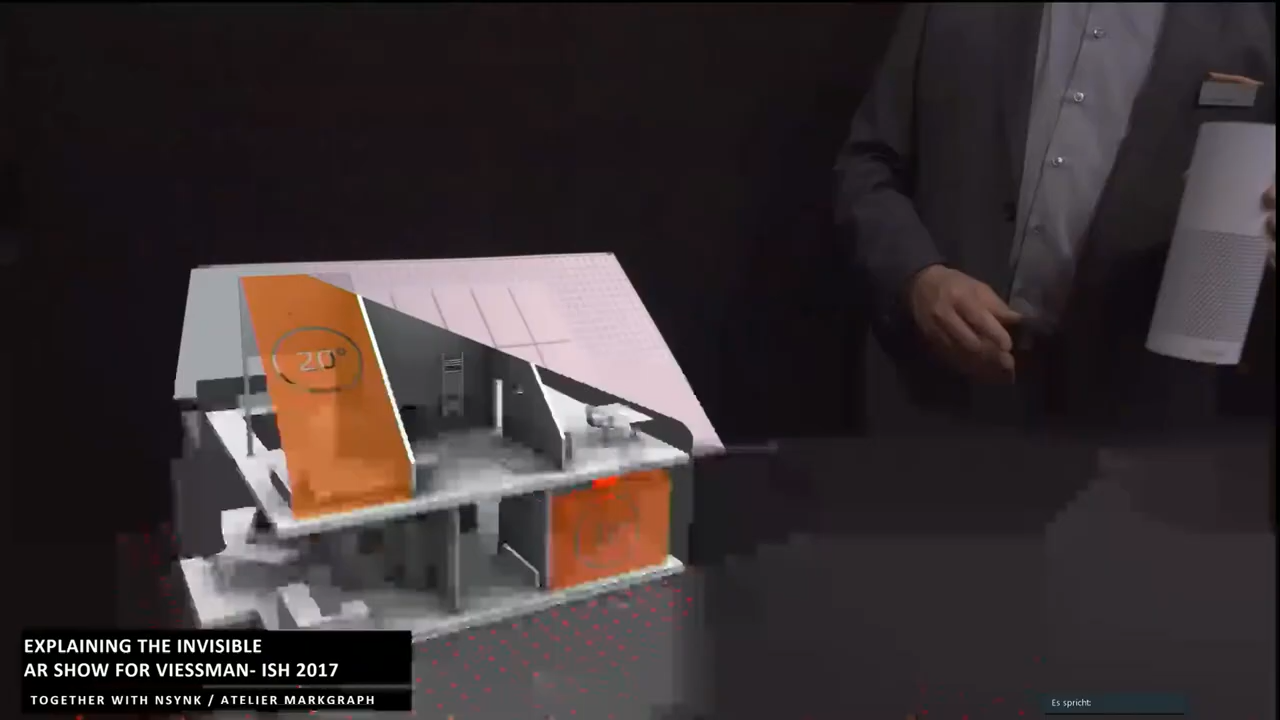 20°
EXPLAINING THE INVISIBLE
AR SHOW FOR VIESSMAN- ISH 2017
TOGETHER WITH NSYNK / ATELIER MARKGRAPH
Es spricht: